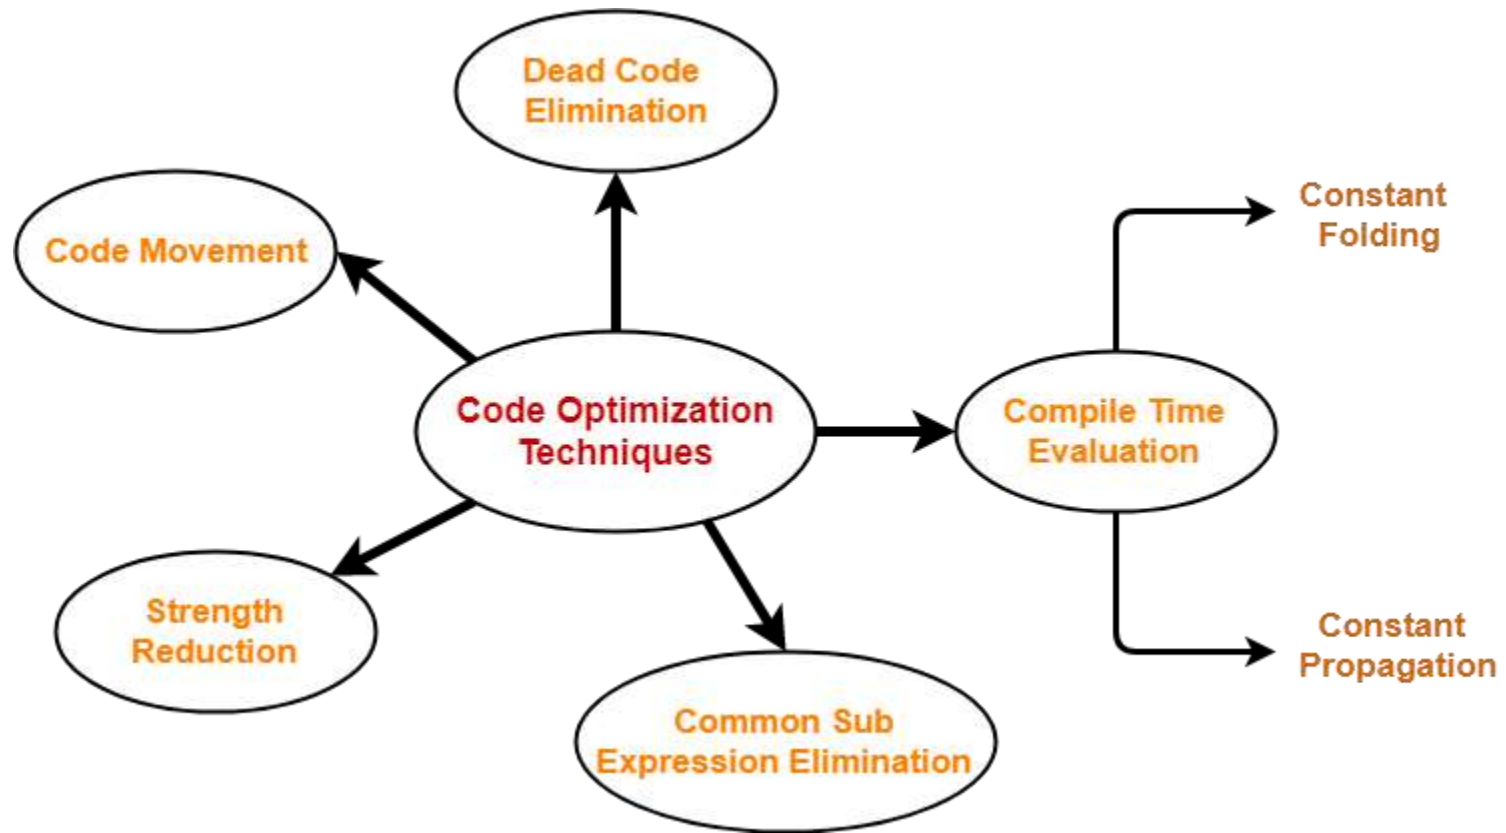 Dead Code
Elimination
Code Movement
Constant
Folding
Code Optimization
Techniques
Compile Time
Evaluation
Strength
Reduction
Constant
Propagation
Common Sub
Expression Elimination